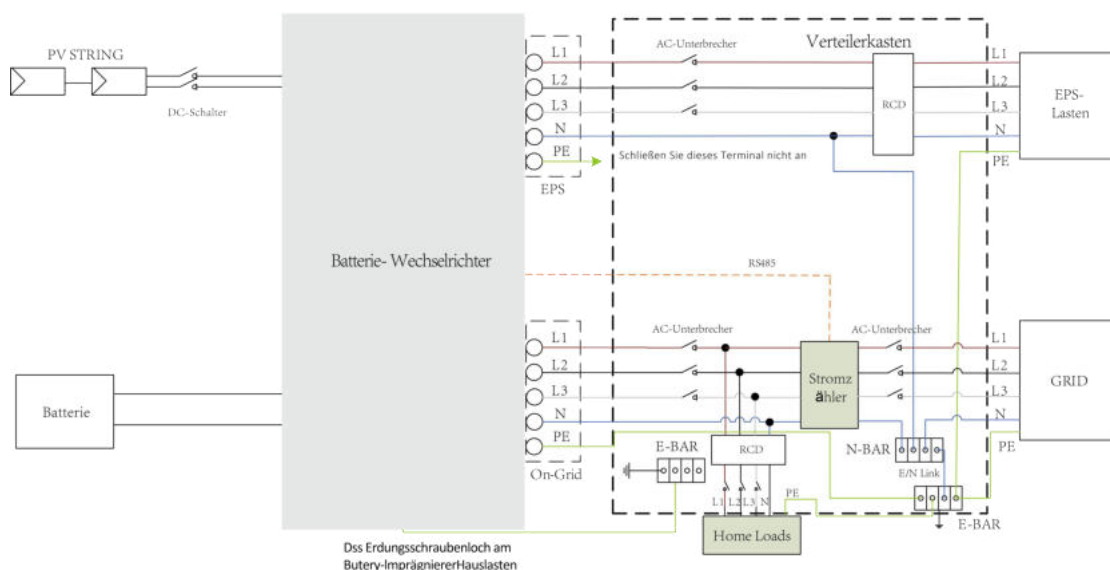 PV STRING
DC-Schalter
Batterie- Wechselrichter
Batterie
L1
L2
L3
N
PE
EPS
AC-Unterbrecher
Verteilerkasten
RCD
Schließen Sie dieses Terminal nicht an
L1
L2
L3
N
PE
EPS-
Lasten
RS485
L1
L2
L3
N
PE
On-Grid
AC-Unterbrecher
AC-Unterbrecher
Stromz
ähler
L1
L2
L3
N
PE
GRID
E-BAR
RCD
N-BAR
E/N Link
L1 L2 L3 N
PE
Home Loads
E-BAR
Dss Erdungsschraubenloch am
Butery-ImprägniererHauslasten